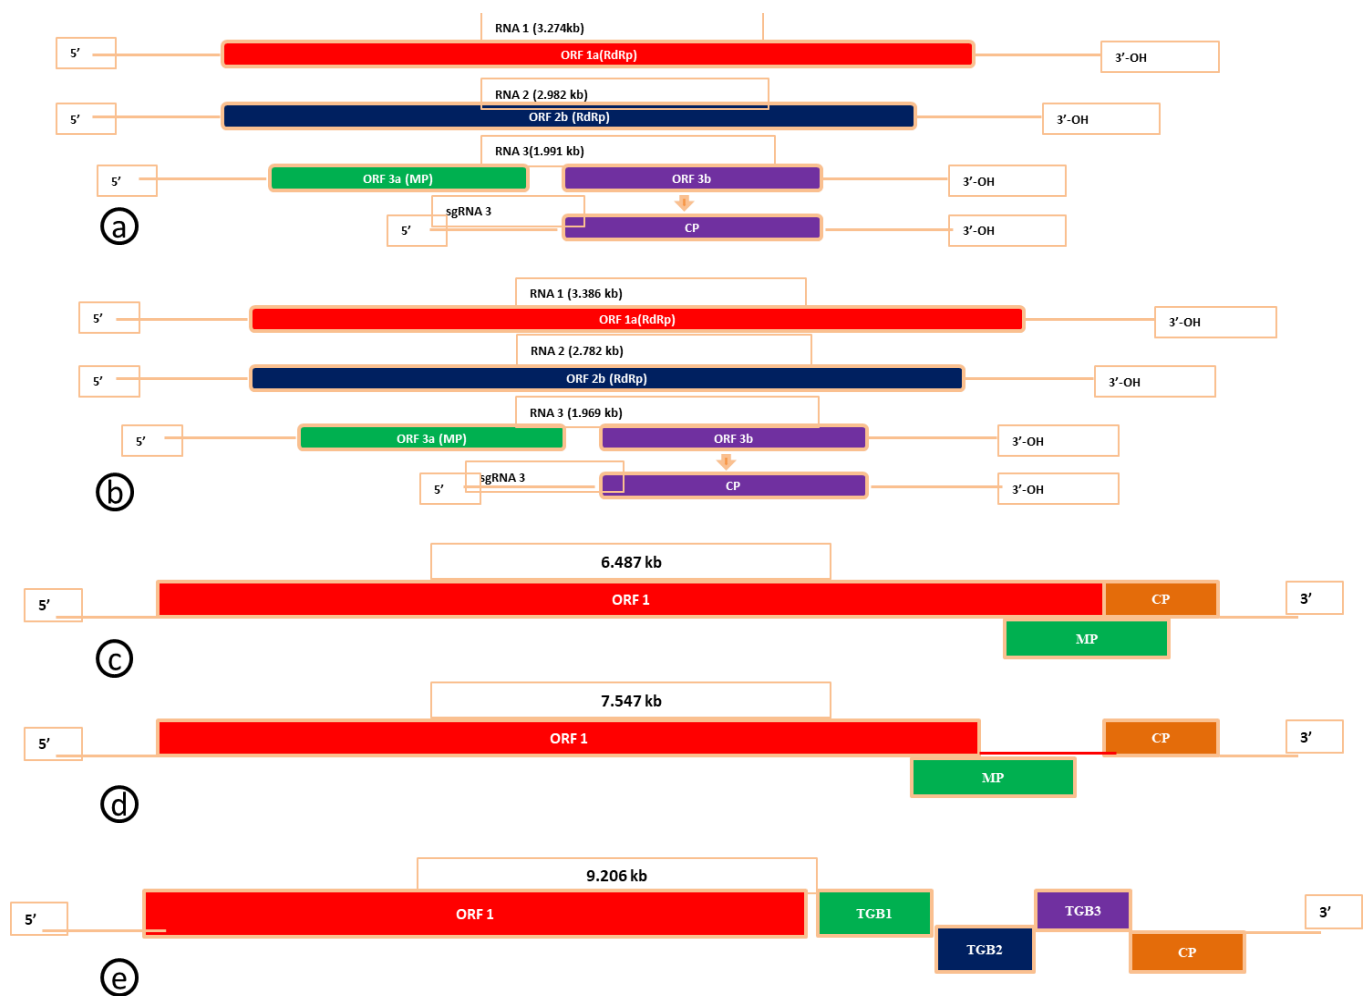 RNA 1 (3.274kb)
5’ ORF 1a(RdRp) 3’-OH
RNA 2 (2.982 kb)
5’ ORF 2b (RdRp) 3’-OH
RNA 3(1.991 kb)
5’ ORF 3a (MP) ORF 3b 3’-OH
sgRNA 3
5’ CP 3’-OH
a
RNA 1 (3.386 kb)
5’ ORF 1a(RdRp) 3’-OH
RNA 2 (2.782 kb)
5’ ORF 2b (RdRp) 3’-OH
RNA 3 (1.969 kb)
5’ ORF 3a (MP) ORF 3b 3’-OH
sgRNA 3
5’ CP 3’-OH
b
6.487 kb
5’ ORF 1 CP 3’
MP
c
7.547 kb
5’ ORF 1 CP 3’
MP
d
9.206 kb
5’ ORF 1 TGB1 TGB3 3’
TGB2 CP
e